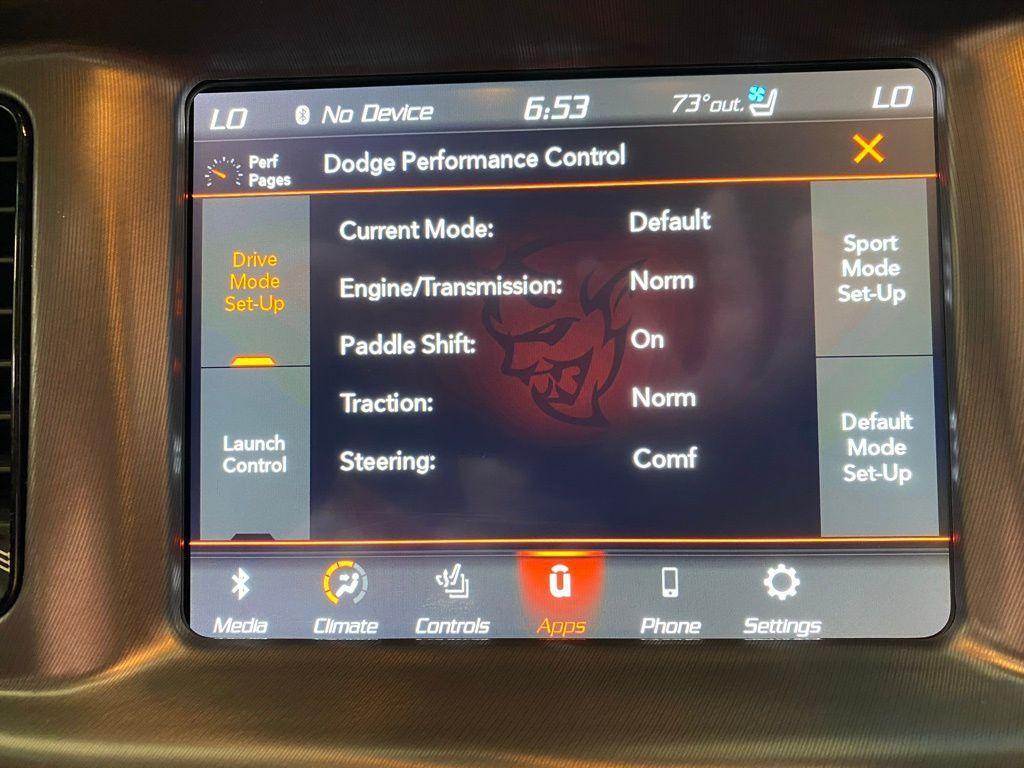 LO No Device 6:53 73°out. LO
Perf
Pages
Dodge Performance Control
Drive
Mode
Set-Up
Launch
Control
Current Mode: Default
Engine/Transmission: Norm
Paddle Shift: On
Traction: Norm
Steering: Comf
Sport
Mode
Set-Up
Default
Mode
Set-Up
Media Climate Controls Apps Phone Settings